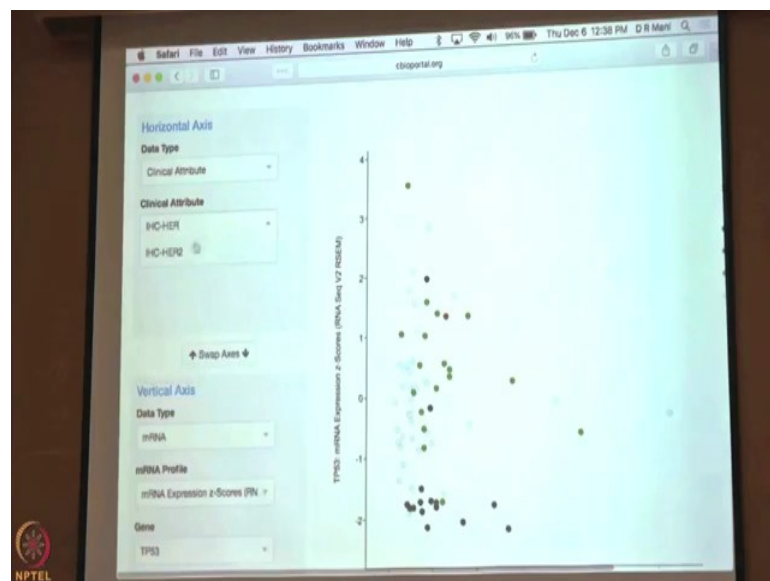 Safari File Edit View History Bookmarks Window Help 96% Thu Dec 6 12:38 PM D R Mani
cbioportal.org
Horizontal Axis
Data Type
Clinical Attribute
Clinical Attribute
IHC-HER
IHC-HER2
Swap Axes
Vertical Axis
Data Type
mRNA
mRNA Profile
mRNA Expression z-Scores (RN
Gene
TP53
TP53: mRNA Expression z-Scores (RNA Seq V2 RSEM)
4
3
2
1
0
-1
-2
NPTEL